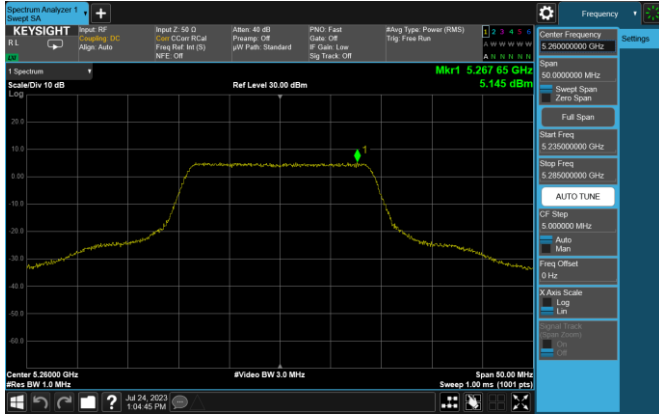 Spectrum Analyzer 1
Swept SA
+
Frequency
KEYSIGHT
R L
Input: RF
Coupling: DC
Align: Auto
Input Z: 50 Ω
Corr CCorr RCal
Freq Ref: Int (S)
NFE: Off
Atten: 40 dB
Preamp: Off
µW Path: Standard
PNO: Fast
Gate: Off
IF Gain: Low
Sig Track: Off
#Avg Type: Power (RMS)
Trig: Free Run
1 2 3 4 5 6
A W W W W W
A N N N N N
1 Spectrum
Scale/Div 10 dB
Ref Level 30.00 dBm
Mkr1 5.267 65 GHz
5.145 dBm
Log
20.0
10.0
0.00
-10.0
-20.0
-30.0
-40.0
-50.0
-60.0
1
Center 5.26000 GHz
#Res BW 1.0 MHz
#Video BW 3.0 MHz
Span 50.00 MHz
Sweep 1.00 ms (1001 pts)
Jul 24, 2023
1:04:45 PM
?
Center Frequency
5.260000000 GHz
Span
50.0000000 MHz
Swept Span
Zero Span
Full Span
Start Freq
5.235000000 GHz
Stop Freq
5.285000000 GHz
AUTO TUNE
CF Step
5.000000 MHz
Auto
Man
Freq Offset
0 Hz
X Axis Scale
Log
Lin
Signal Track
(Span Zoom)
On
Off
Settings